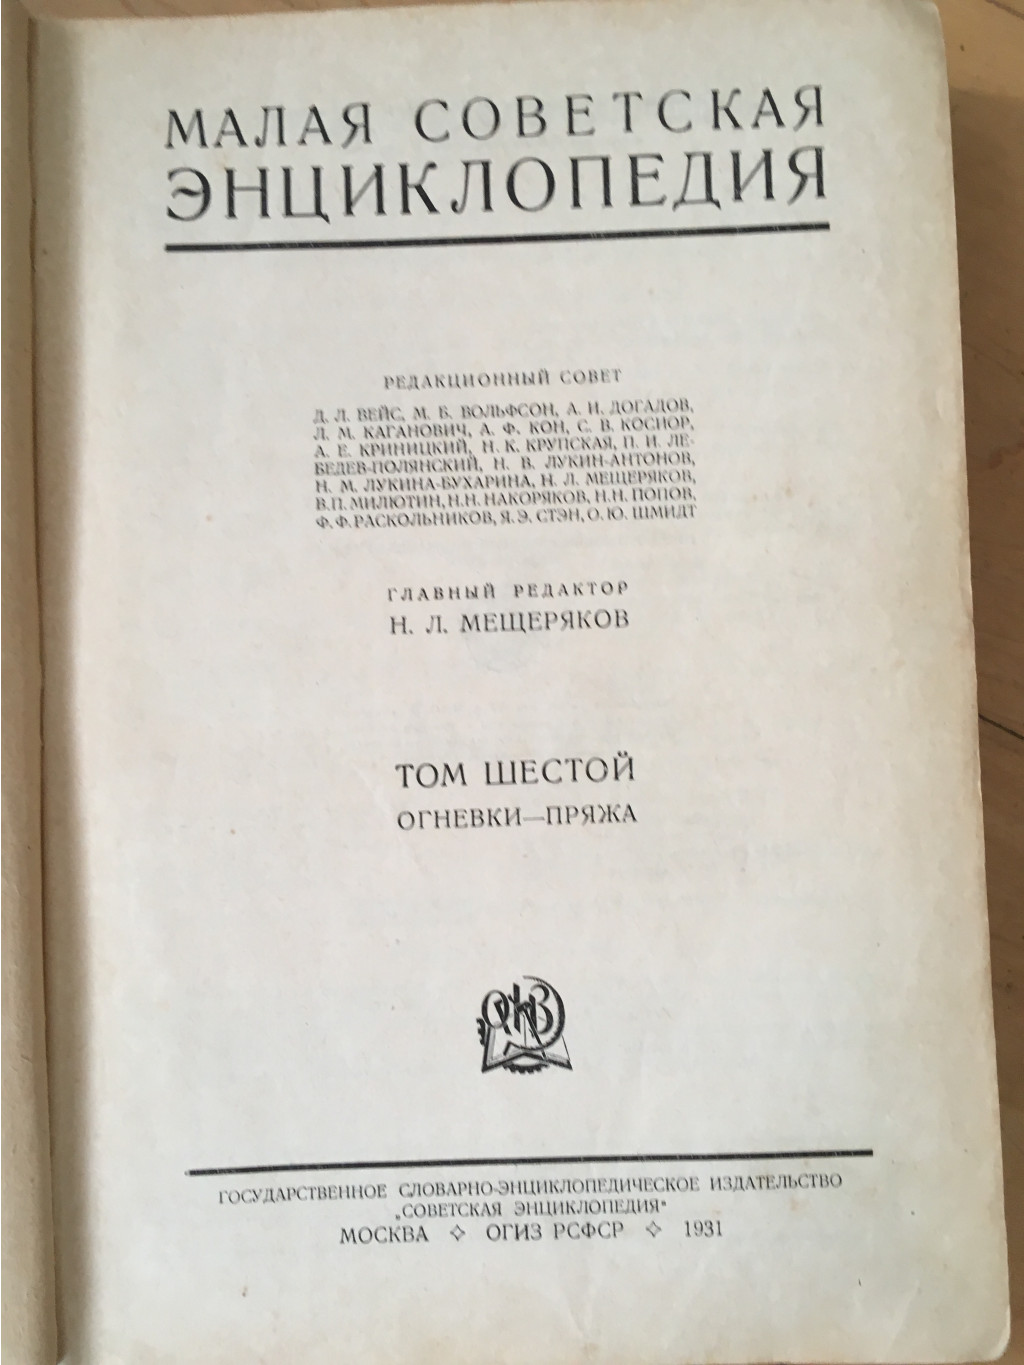 МАЛАЯ СОВЕТСКАЯ
ЭНЦИКЛОПЕДИЯ
РЕДАКЦИОННЫЙ СОВЕТ
Д. Л. ВЕЙС, М. Б. ВОЛЬФСОН, А. И. ДОГАДОВ,
Л. М. КАГАНОВИЧ, А. Ф. КОН, С. В. КОСИОР,
А. Е. КРИНИЦКИЙ, Н. К. КРУПСКАЯ, П. И. ЛЕ-
БЕДЕВ-ПОЛЯНСКИЙ, Н. В. ЛУКИН-АНТОНОВ,
Н. М. ЛУКИНА-БУХАРИНА, Н. Л. МЕЩЕРЯКОВ,
В. П. МИЛЮТИН, Н. Н. НАКОРЯКОВ, Н. Н. ПОПОВ,
Ф. Ф. РАСКОЛЬНИКОВ, Я. Э. СТЭН, О. Ю. ШМИДТ
ГЛАВНЫЙ РЕДАКТОР
Н. Л. МЕЩЕРЯКОВ
ТОМ ШЕСТОЙ
ОГНЕВКИ—ПРЯЖА
ГОСУДАРСТВЕННОЕ СЛОВАРНО-ЭНЦИКЛОПЕДИЧЕСКОЕ ИЗДАТЕЛЬСТВО
„СОВЕТСКАЯ ЭНЦИКЛОПЕДИЯ"
МОСКВА ✧ ОГИЗ РСФСР ✧ 1931